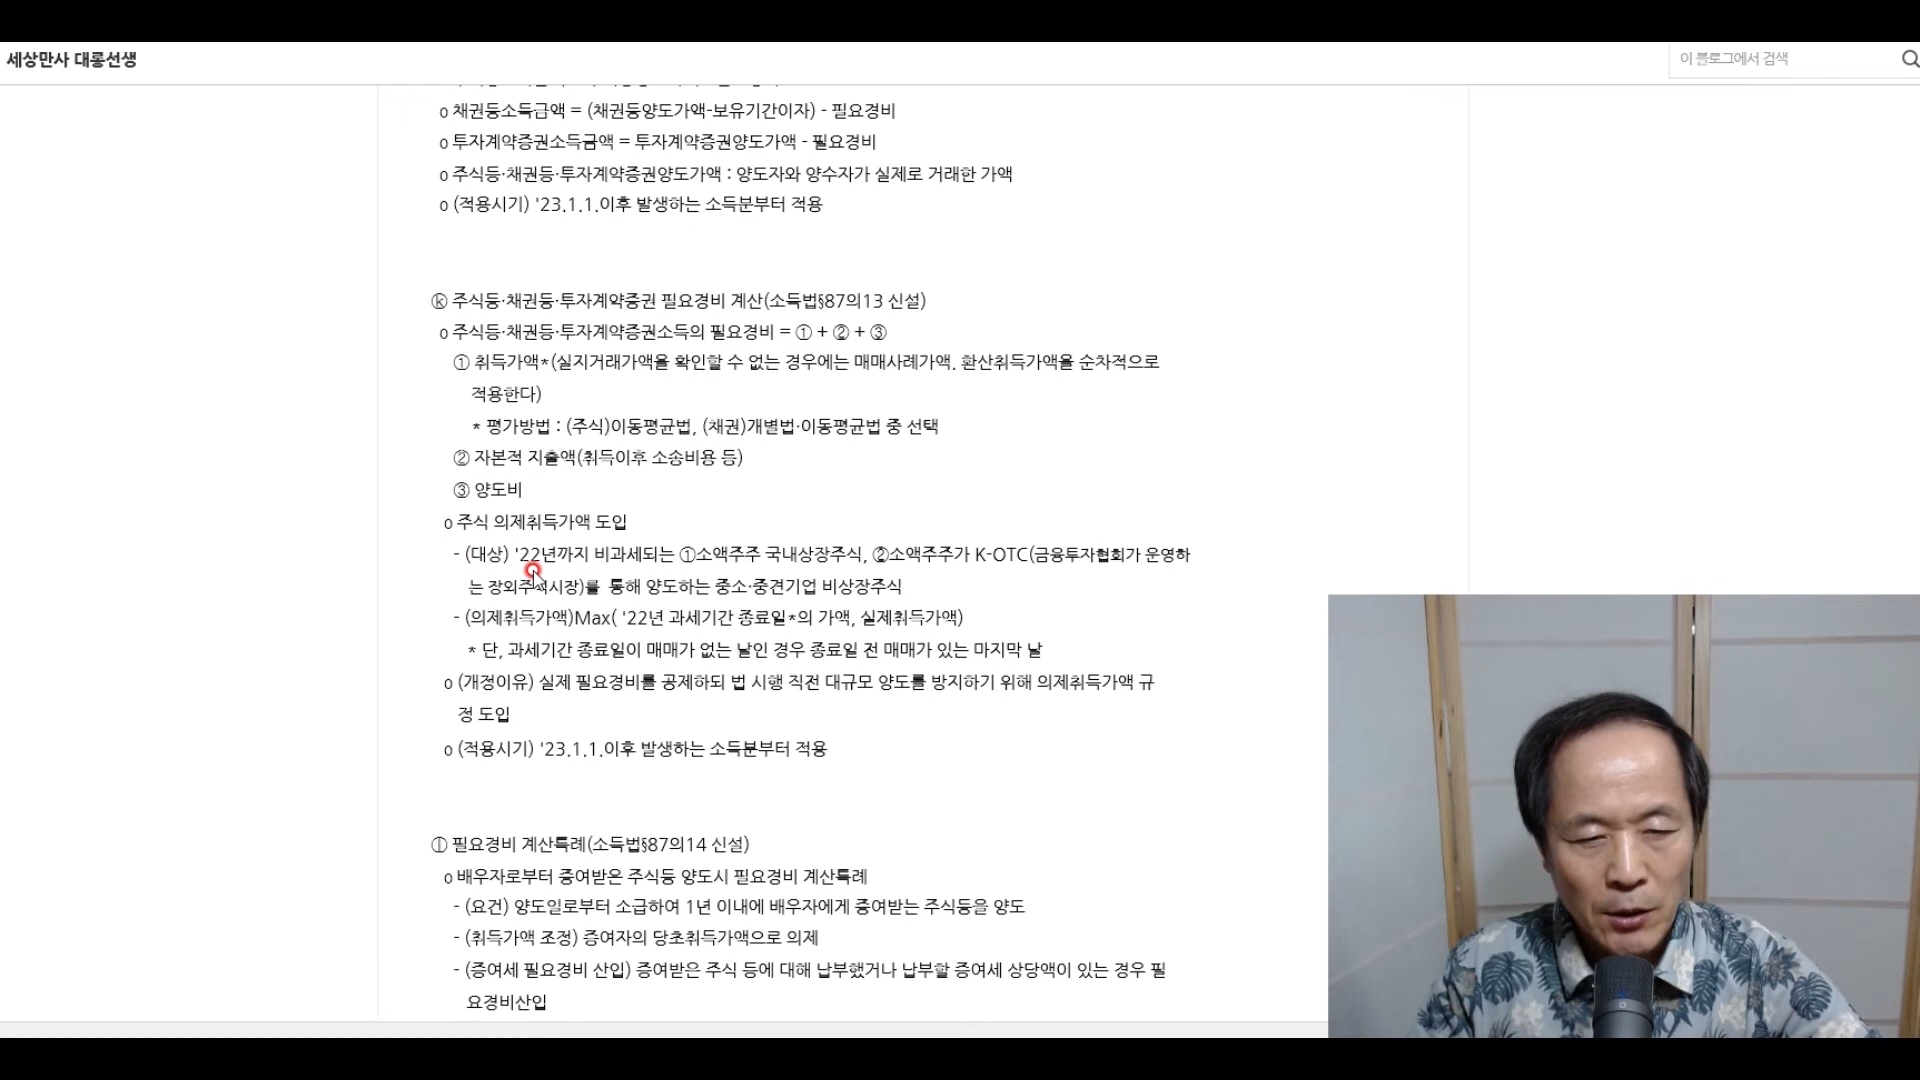 세상만사 대롱선생
이 블로그에서 검색
o 채권등소득금액 = (채권등양도가액-보유기간이자) - 필요경비
o 투자계약증권소득금액 = 투자계약증권양도가액 - 필요경비
o 주식등·채권등·투자계약증권양도가액 : 양도자와 양수자가 실제로 거래한 가액
o (적용시기) '23.1.1.이후 발생하는 소득분부터 적용
ⓚ 주식등·채권등·투자계약증권 필요경비 계산(소득법§87의13 신설)
o 주식등·채권등·투자계약증권소득의 필요경비 = ① + ② + ③
① 취득가액*(실지거래가액을 확인할 수 없는 경우에는 매매사례가액. 환산취득가액을 순차적으로
적용한다)
* 평가방법 : (주식)이동평균법, (채권)개별법·이동평균법 중 선택
② 자본적 지출액(취득이후 소송비용 등)
③ 양도비
o 주식 의제취득가액 도입
- (대상) '22년까지 비과세되는 ①소액주주 국내상장주식, ②소액주주가 K-OTC(금융투자협회가 운영하
는 장외주식시장)를 통해 양도하는 중소·중견기업 비상장주식
- (의제취득가액)Max( '22년 과세기간 종료일*의 가액, 실제취득가액)
* 단, 과세기간 종료일이 매매가 없는 날인 경우 종료일 전 매매가 있는 마지막 날
o (개정이유) 실제 필요경비를 공제하되 법 시행 직전 대규모 양도를 방지하기 위해 의제취득가액 규
정 도입
o (적용시기) '23.1.1.이후 발생하는 소득분부터 적용
ⓛ 필요경비 계산특례(소득법§87의14 신설)
o 배우자로부터 증여받은 주식등 양도시 필요경비 계산특례
- (요건) 양도일로부터 소급하여 1년 이내에 배우자에게 증여받는 주식등을 양도
- (취득가액 조정) 증여자의 당초취득가액으로 의제
- (증여세 필요경비 산입) 증여받은 주식 등에 대해 납부했거나 납부할 증여세 상당액이 있는 경우 필
요경비산입